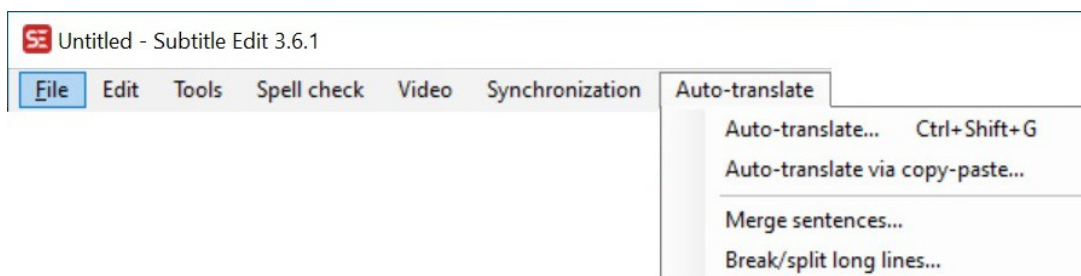 SE Untitled - Subtitle Edit 3.6.1
File Edit Tools Spell check Video Synchronization Auto-translate
Auto-translate... Ctrl+Shift+G
Auto-translate via copy-paste...
Merge sentences...
Break/split long lines...